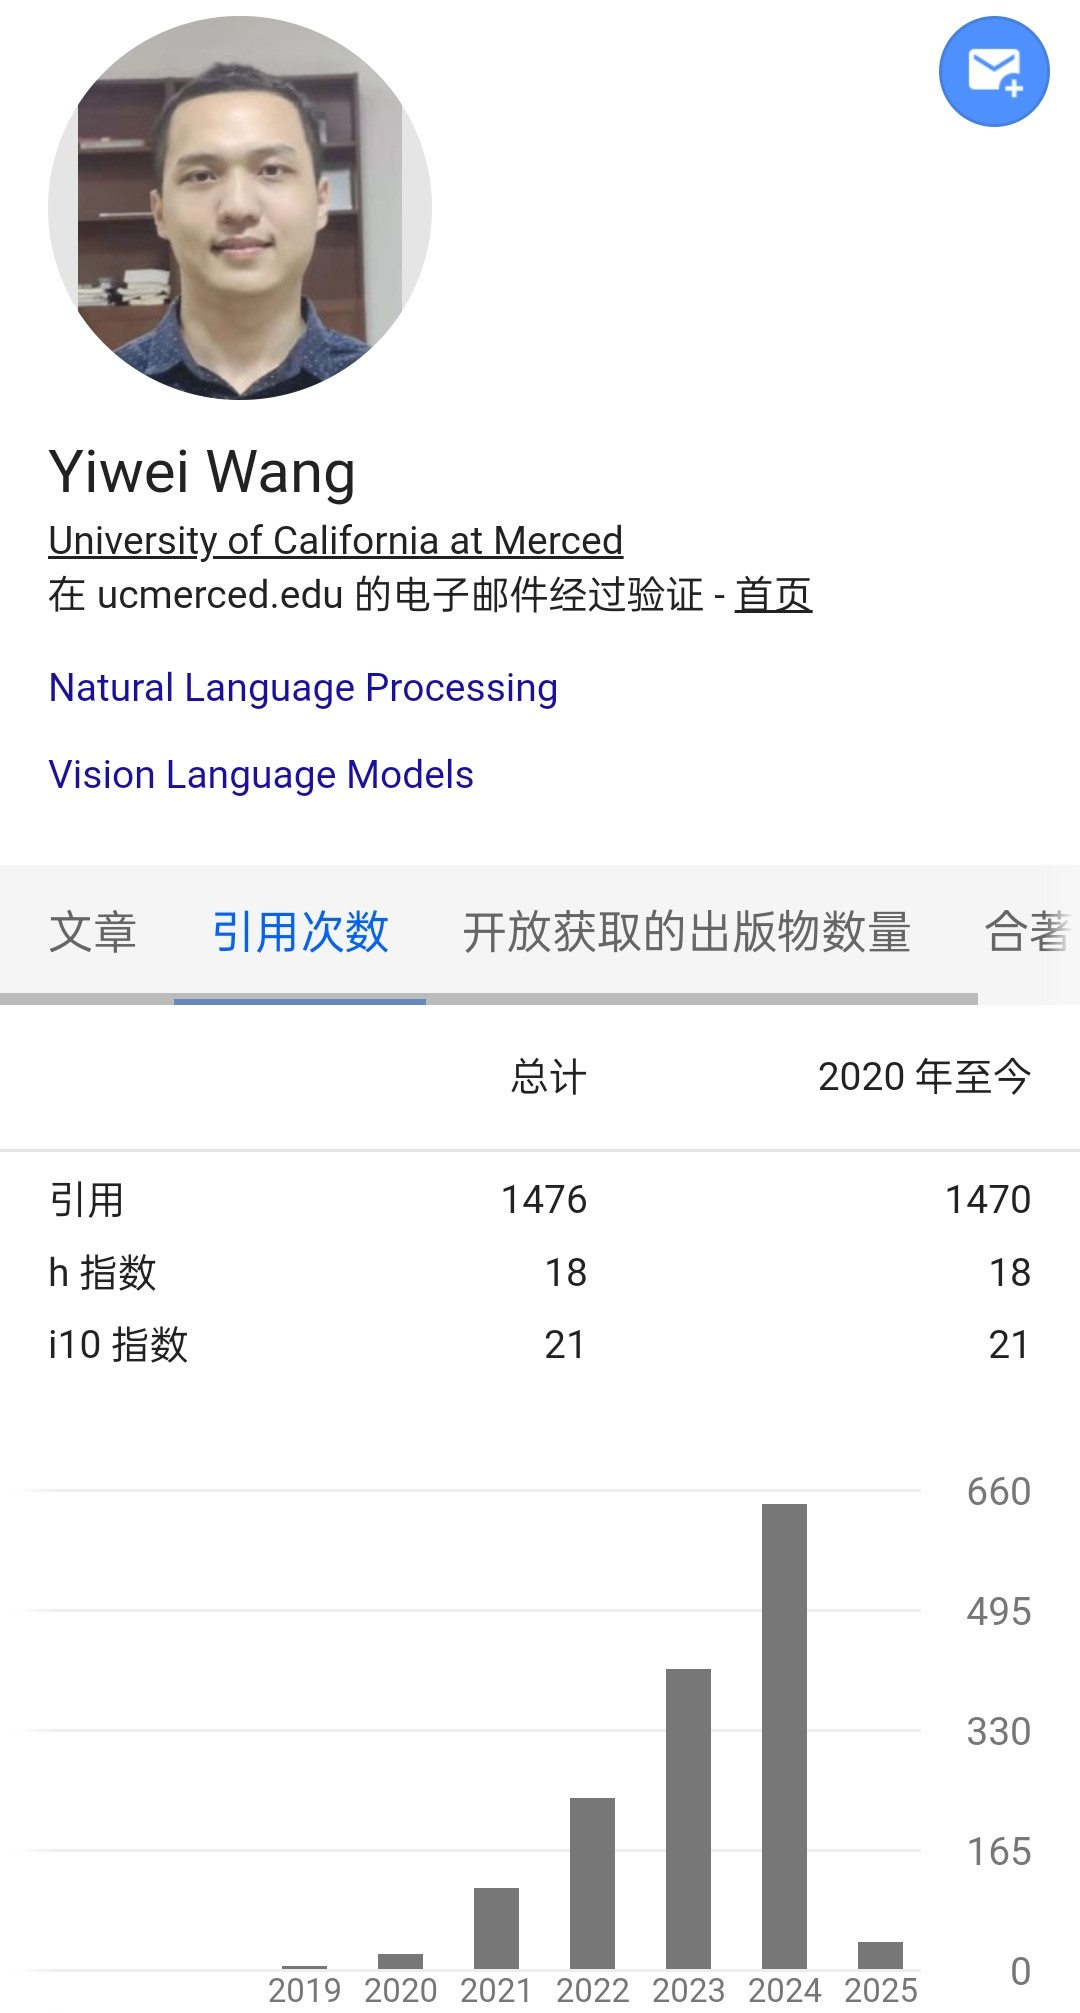 Yiwei Wang
University of California at Merced
在 ucmerced.edu 的电子邮件经过验证 - 首页
Natural Language Processing
Vision Language Models
文章 引用次数 开放获取的出版物数量 合著
总计 2020 年至今
引用 1476 1470
h 指数 18 18
i10 指数 21 21
660
495
330
165
0
2019 2020 2021 2022 2023 2024 2025